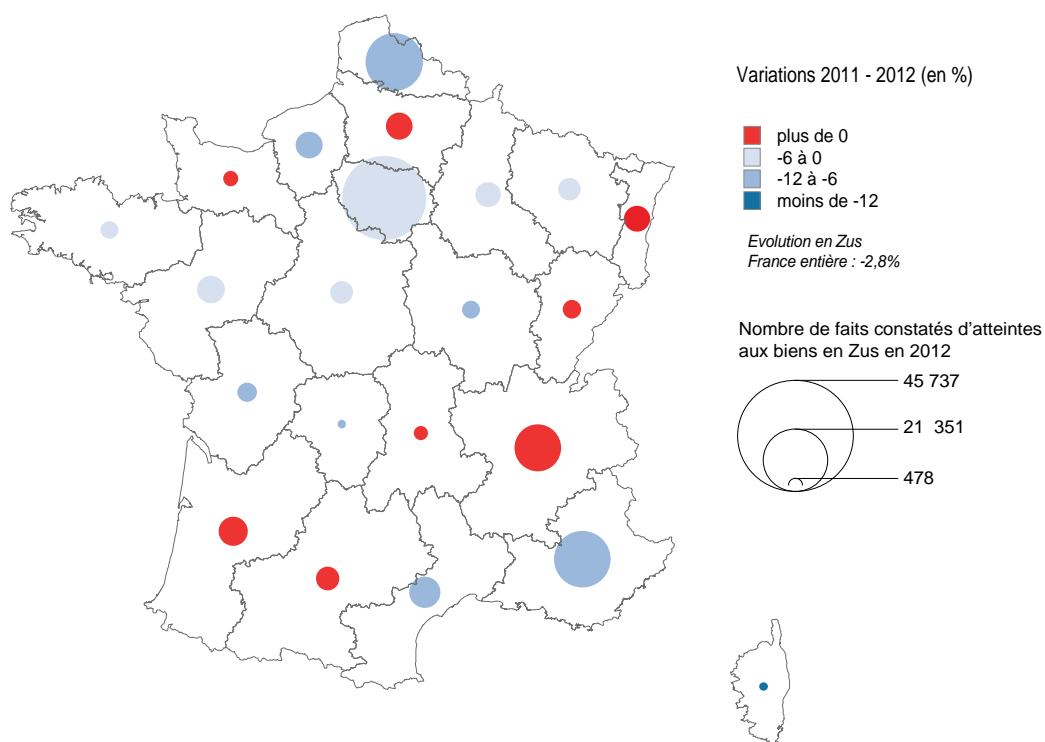 Variations 2011 - 2012 (en %)
plus de 0
-6 à 0
-12 à -6
moins de -12
Evolution en Zus
France entière : -2,8%
Nombre de faits constatés d'atteintes
aux biens en Zus en 2012
45 737
21 351
478